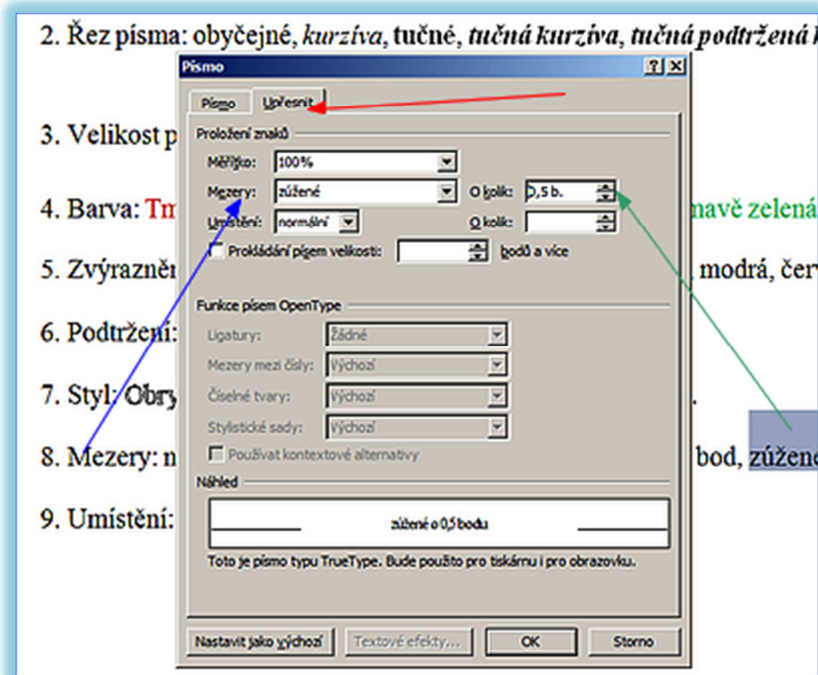 2. Řez písma: obyčejné, kurzíva, tučné, tučná kurzíva, tučná podtržená
Písmo
Písmo Upřesnit
3. Velikost p
Proložení znaků
Měřítko: 100%
Mezery: zúžené O kolik: 0,5 b.
4. Barva: Tm mavě zelená
Umístění: normální O kolik:
Prokládání písem velikosti: bodů a více
5. Zvýrazněn , modrá, červ
Funkce písem OpenType
6. Podtržení:
Ligatury: Žádné
Mezery mezi čísly: Výchozí
7. Styl: Obry .
Číselné tvary: Výchozí
Stylistické sady: Výchozí
8. Mezery: n bod, zúžené
Používat kontextové alternativy
Náhled
9. Umístění:
zúžené o 0,5 bodu
Toto je písmo typu TrueType. Bude použito pro tiskárnu i pro obrazovku.
Nastavit jako výchozí Textové efekty... OK Storno